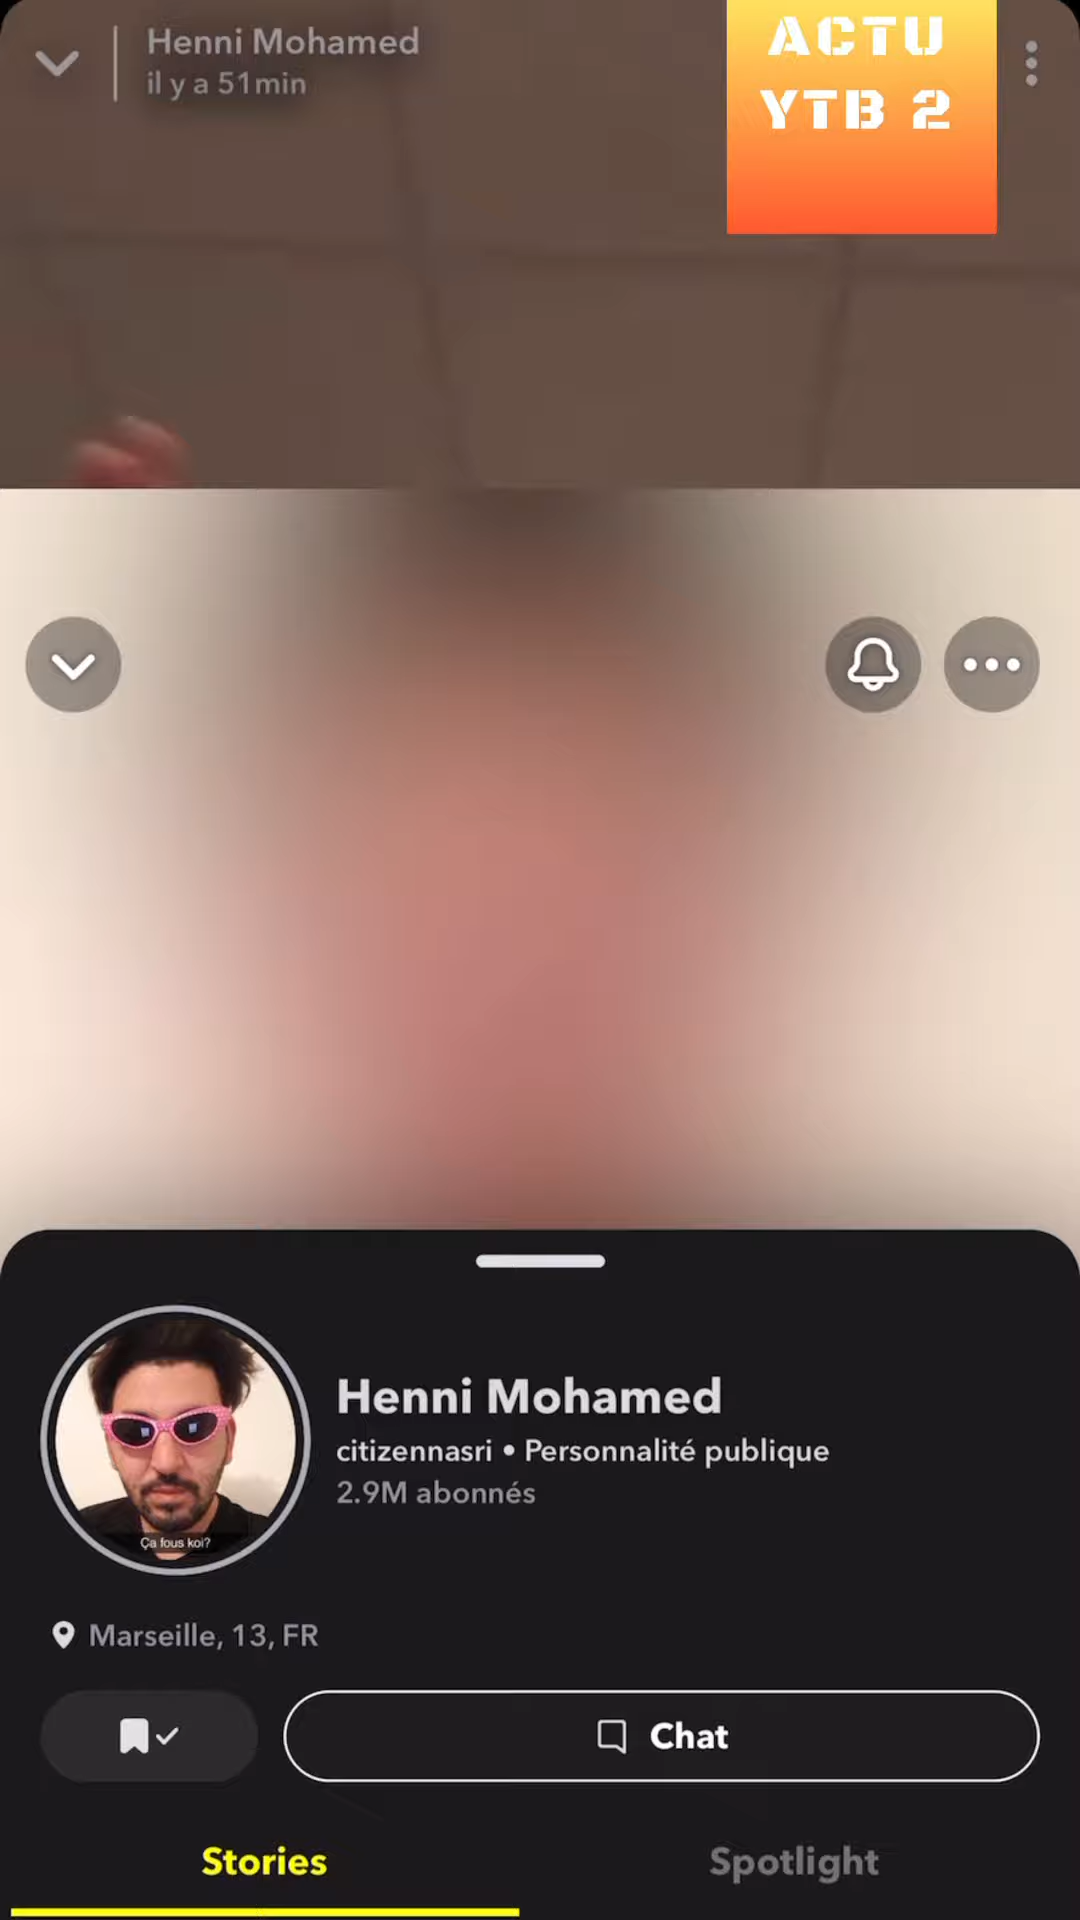 Henni Mohamed
il y a 51min
ACTU
YTB 2
Ça fous koi?
Henni Mohamed
citizennasri • Personnalité publique
2.9M abonnés
Marseille, 13, FR
Chat
Stories
Spotlight